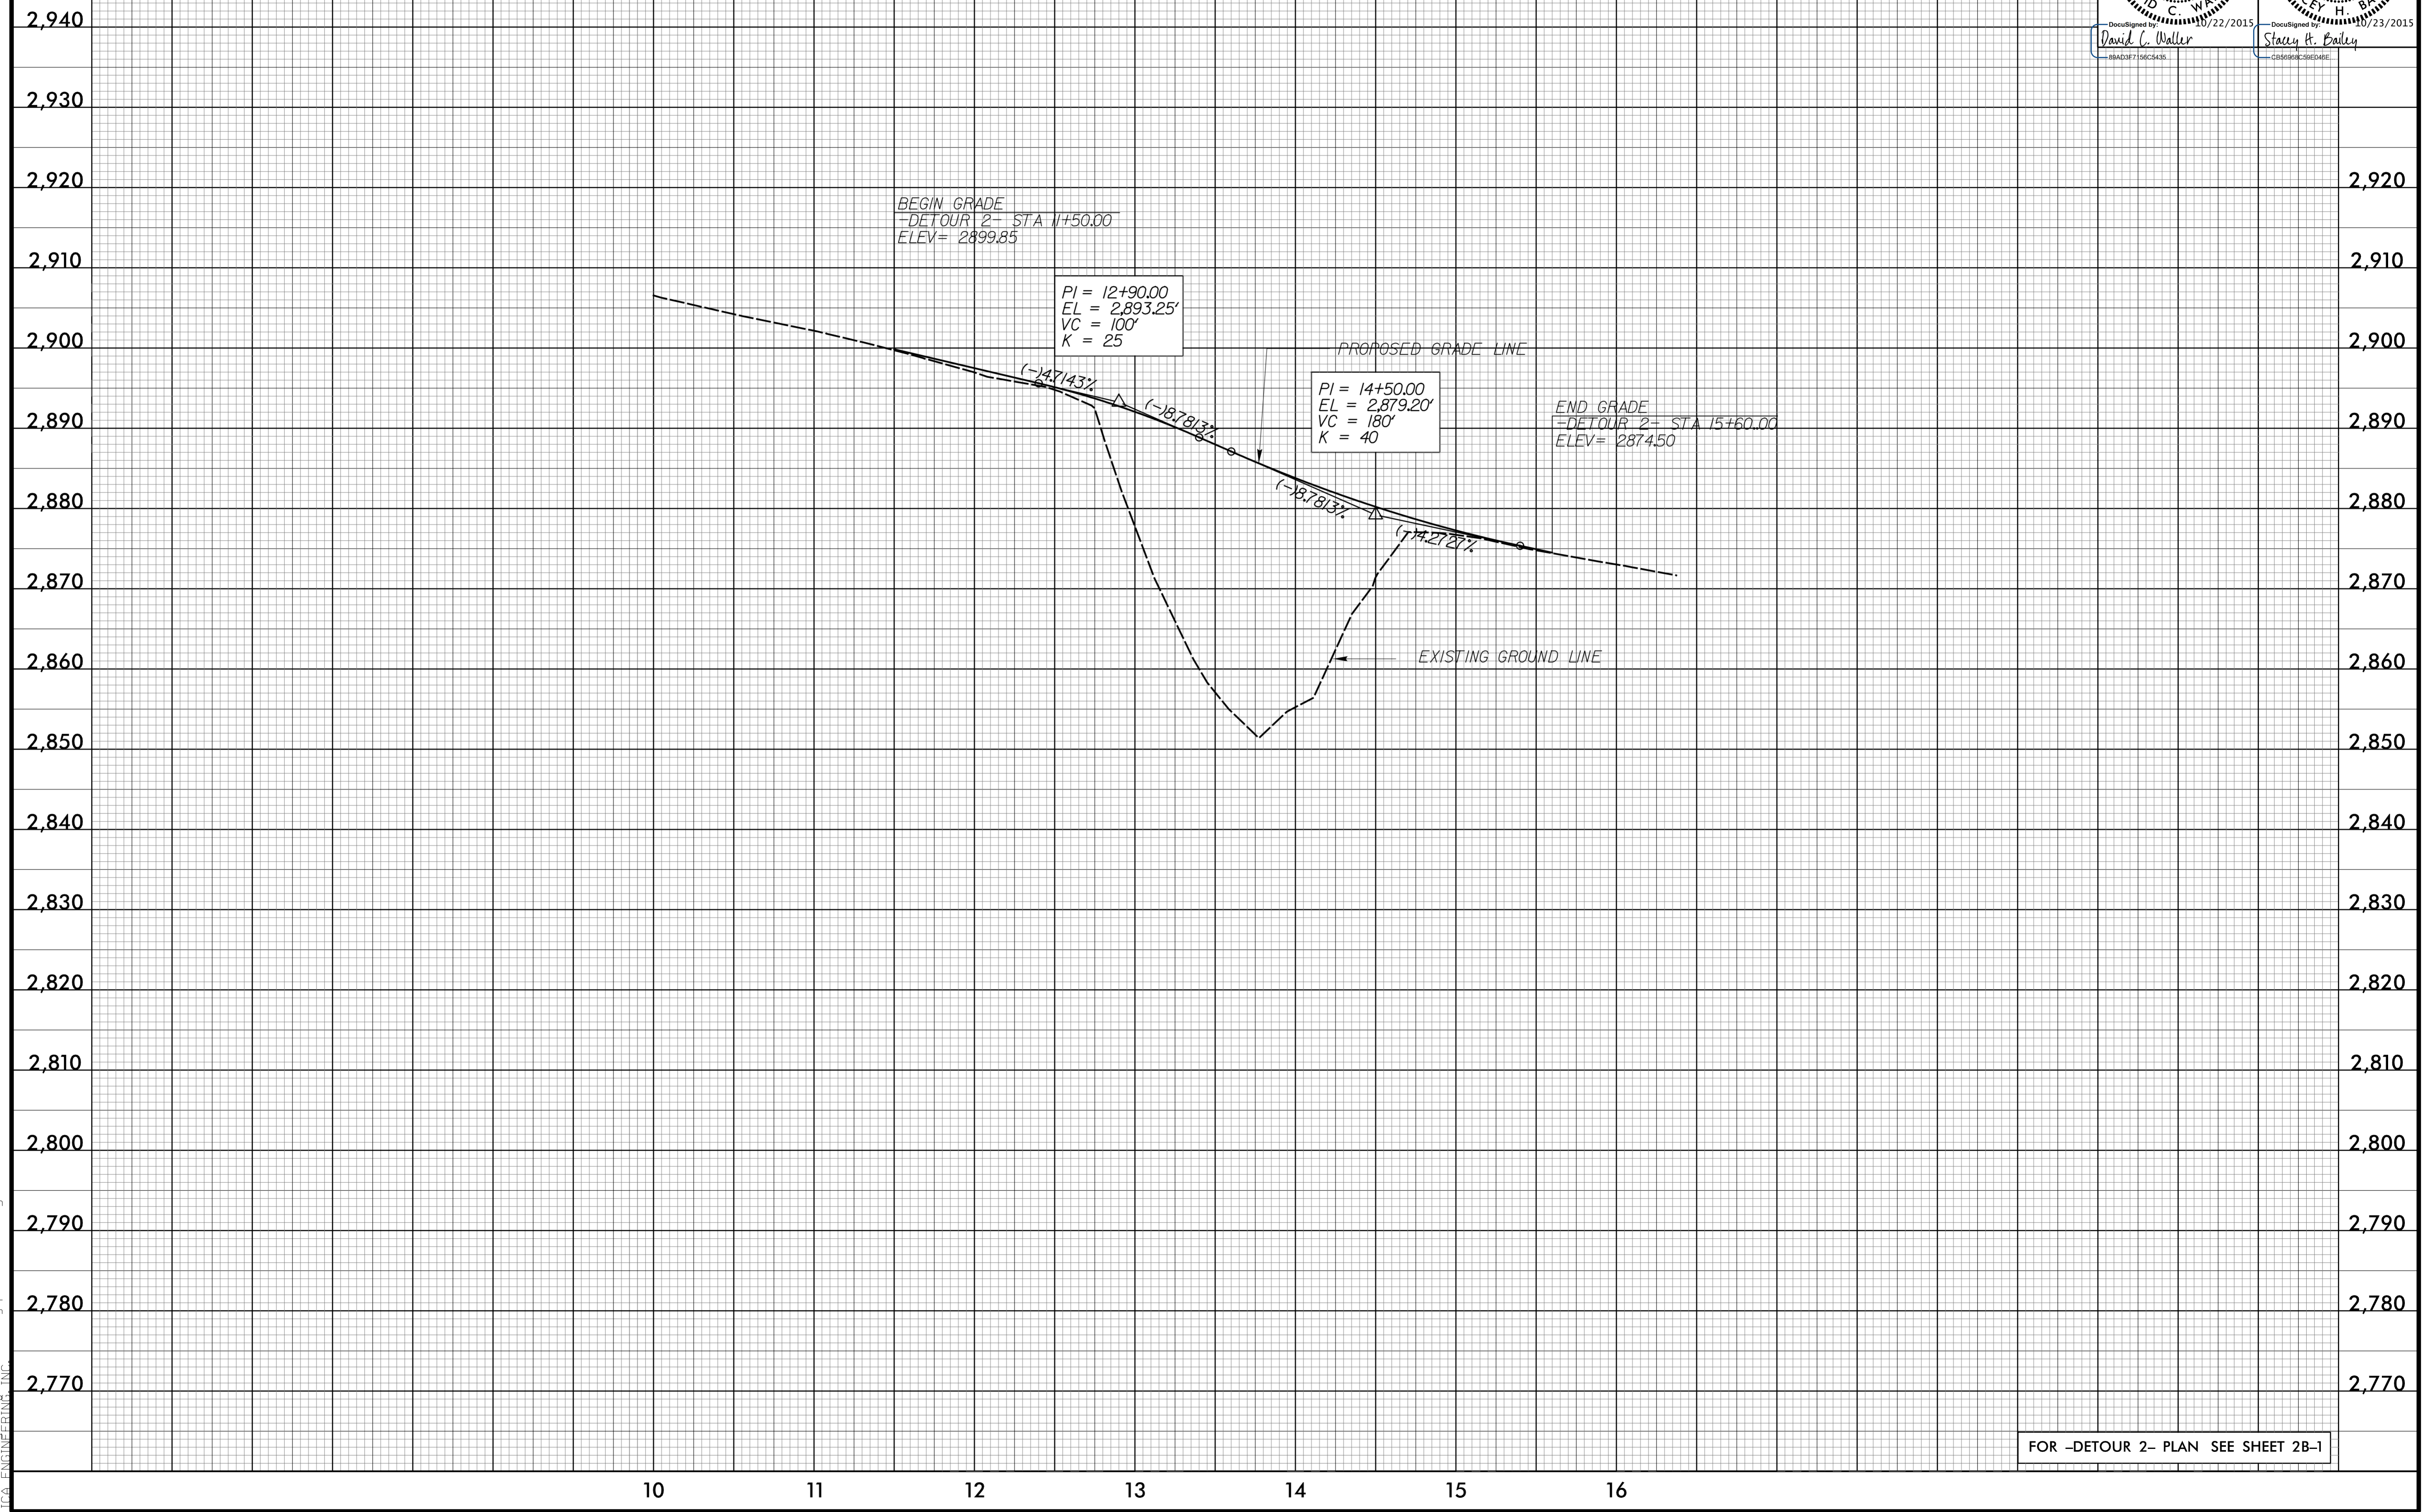 2,940
2,930
2,920
2,910
2,900
2,890
2,880
2,870
2,860
2,850
2,840
2,830
2,820
2,810
2,800
2,790
2,780
2,770
DocuSigned by:
10/22/2015
David C. Waller
89AD3F7156C5435
DocuSigned by:
10/23/2015
Stacey H. Bailey
CB56968C59E046E...
BEGIN GRADE
-DETOUR 2- STA 11+50.00
ELEV= 2899.85
PI = 12+90.00
EL = 2,893.25'
VC = 100'
K = 25
PROPOSED GRADE LINE
(-)4.7143%
(-)8.7813%
PI = 14+50.00
EL = 2,879.20'
VC = 180'
K = 40
END GRADE
-DETOUR 2- STA 15+60.00
ELEV= 2874.50
(-)8.7813%
(-)4.2727%
EXISTING GROUND LINE
2,920
2,910
2,900
2,890
2,880
2,870
2,860
2,850
2,840
2,830
2,820
2,810
2,800
2,790
2,780
2,770
FOR -DETOUR 2- PLAN SEE SHEET 2B-1
10 11 12 13 14 15 16
ENGINEERING, INC.